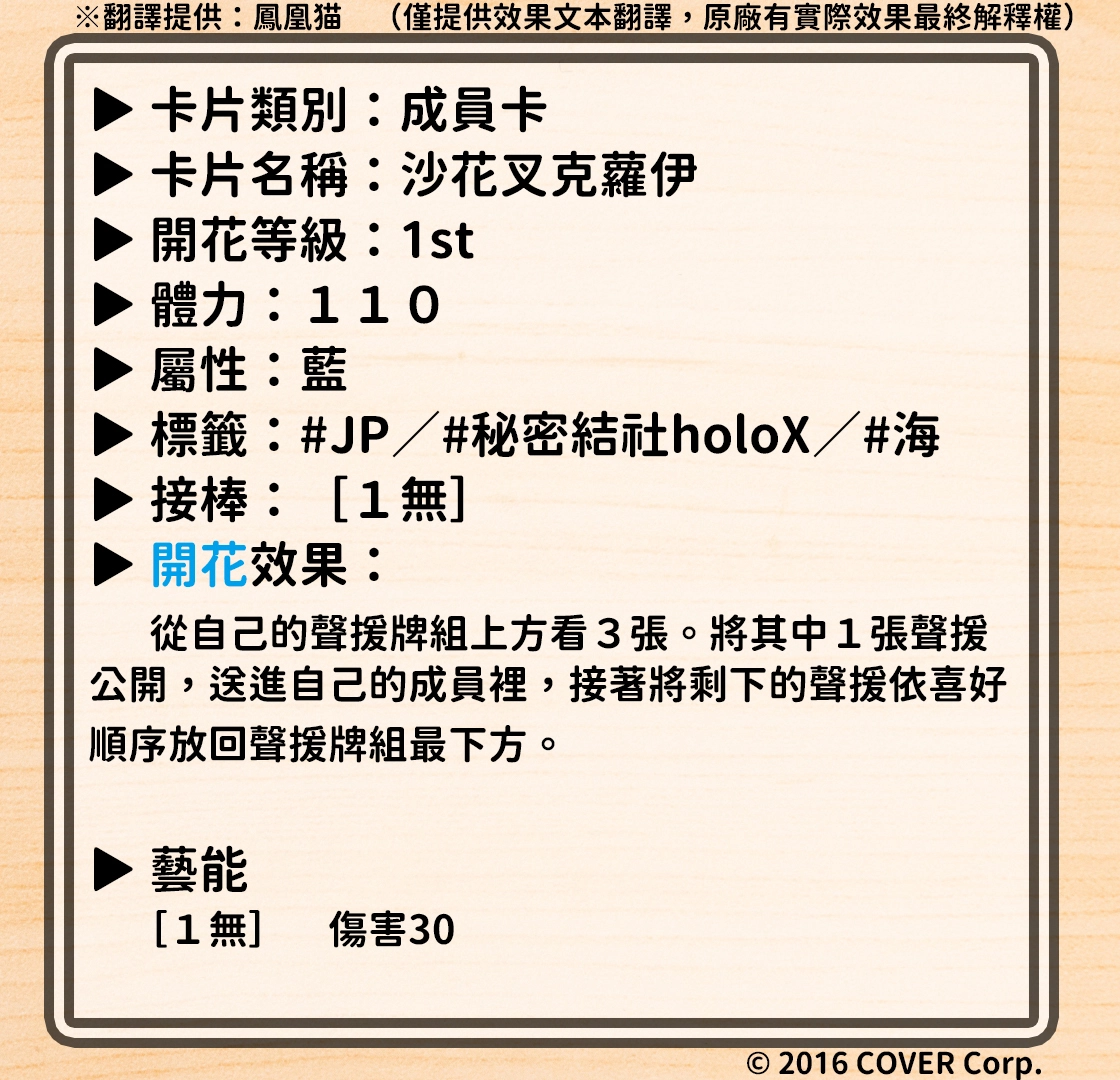 ※翻譯提供：鳳凰猫　（僅提供效果文本翻譯，原廠有實際效果最終解釋權）
▶ 卡片類別：成員卡
▶ 卡片名稱：沙花叉克蘿伊
▶ 開花等級：1st
▶ 體力：１１０
▶ 屬性：藍
▶ 標籤：#JP／#秘密結社holoX／#海
▶ 接棒：［１無］
▶ 開花效果：
從自己的聲援牌組上方看３張。將其中１張聲援
公開，送進自己的成員裡，接著將剩下的聲援依喜好
順序放回聲援牌組最下方。
▶ 藝能
［１無］　傷害30
© 2016 COVER Corp.